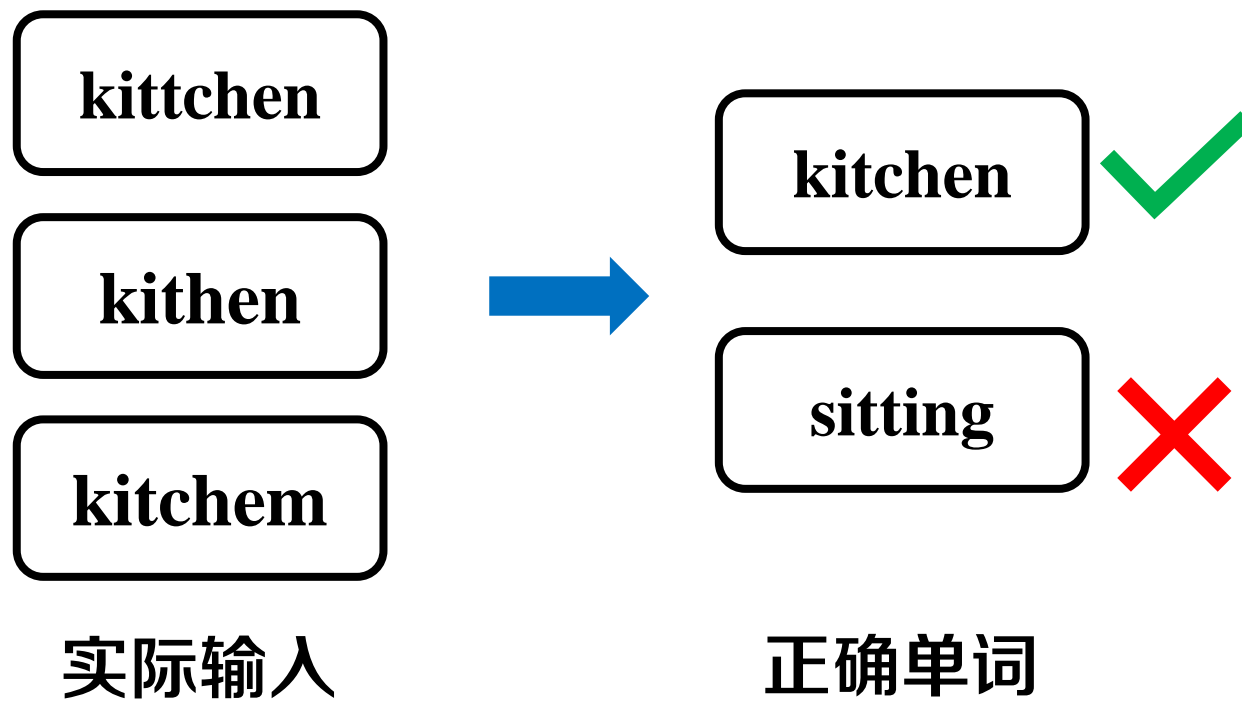 kittchen
kithen
kitchem
实际输入
kitchen
sitting
正确单词